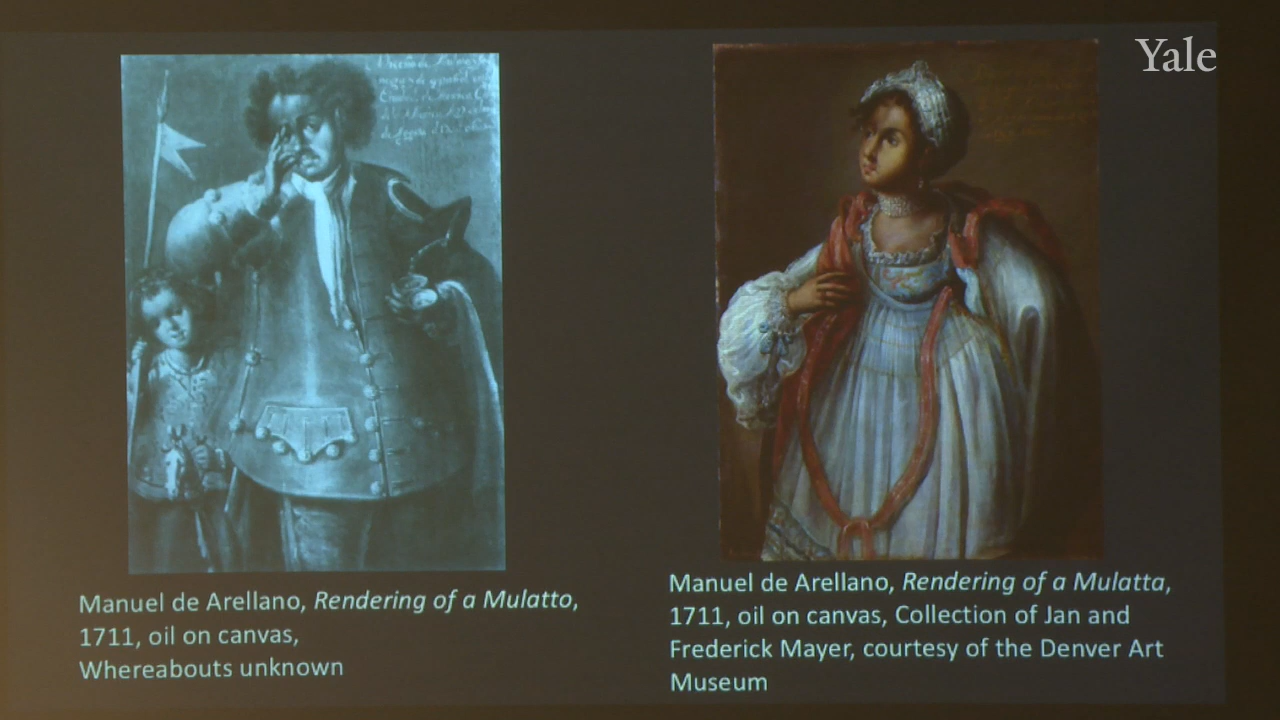 Yale
Manuel de Arellano, Rendering of a Mulatto,
1711, oil on canvas,
Whereabouts unknown
Manuel de Arellano, Rendering of a Mulatta,
1711, oil on canvas, Collection of Jan and
Frederick Mayer, courtesy of the Denver Art
Museum